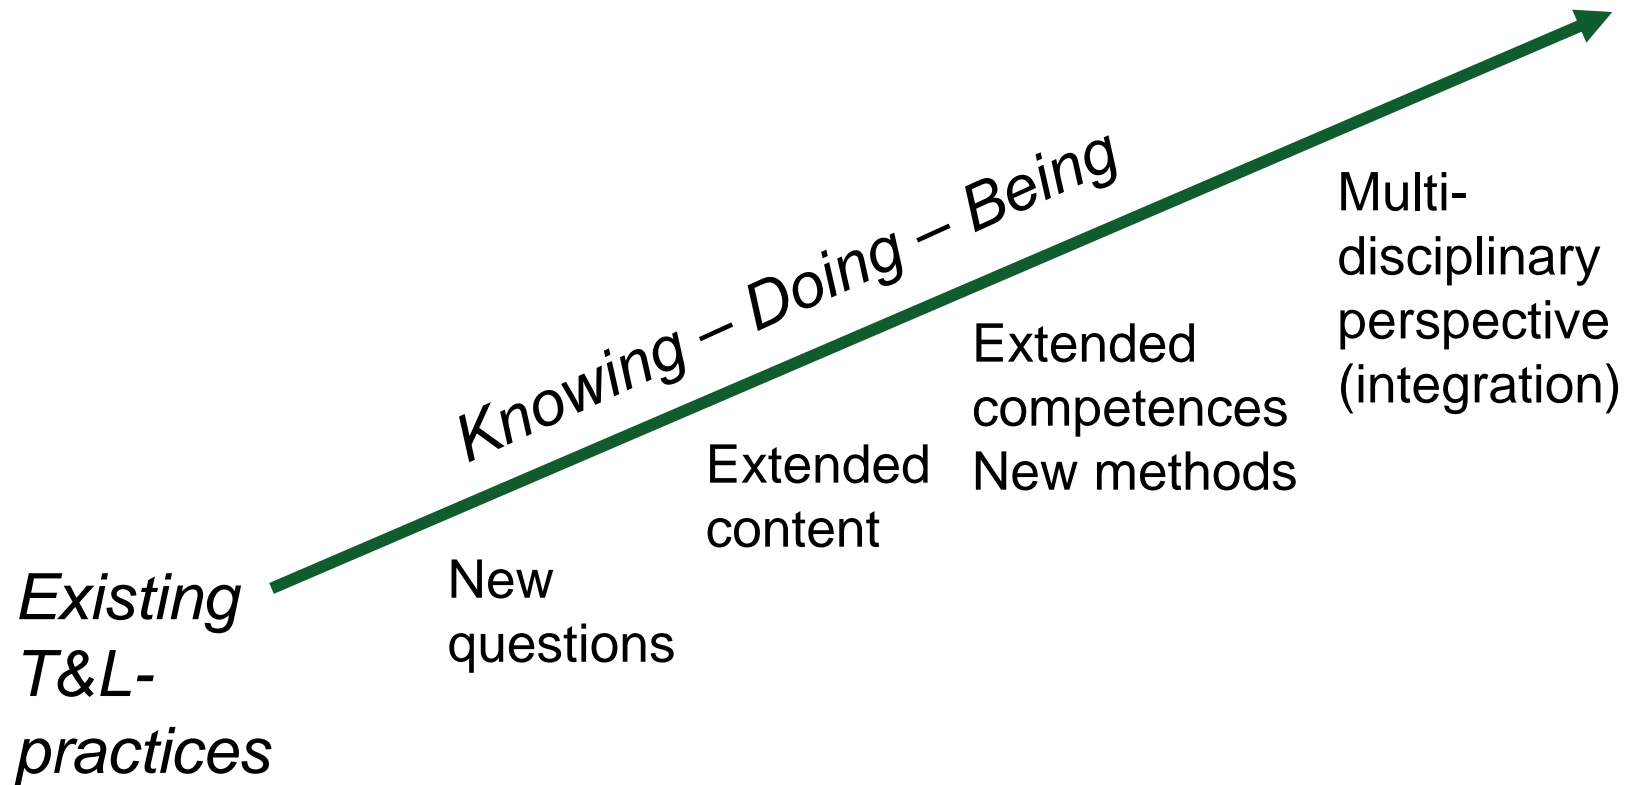 Existing
T&L-
practices
Knowing – Doing – Being
New
questions
Extended
content
Extended
competences
New methods
Multi-
disciplinary
perspective
(integration)